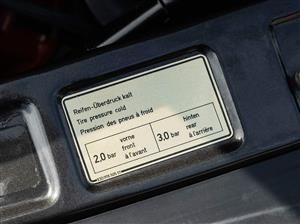 Reifen-Überdruck kalt
Tire pressure cold
Pression des pneus à froid
2.0 bar
vorne
front
à l'avant
3.0 bar
hinten
rear
à l'arrière